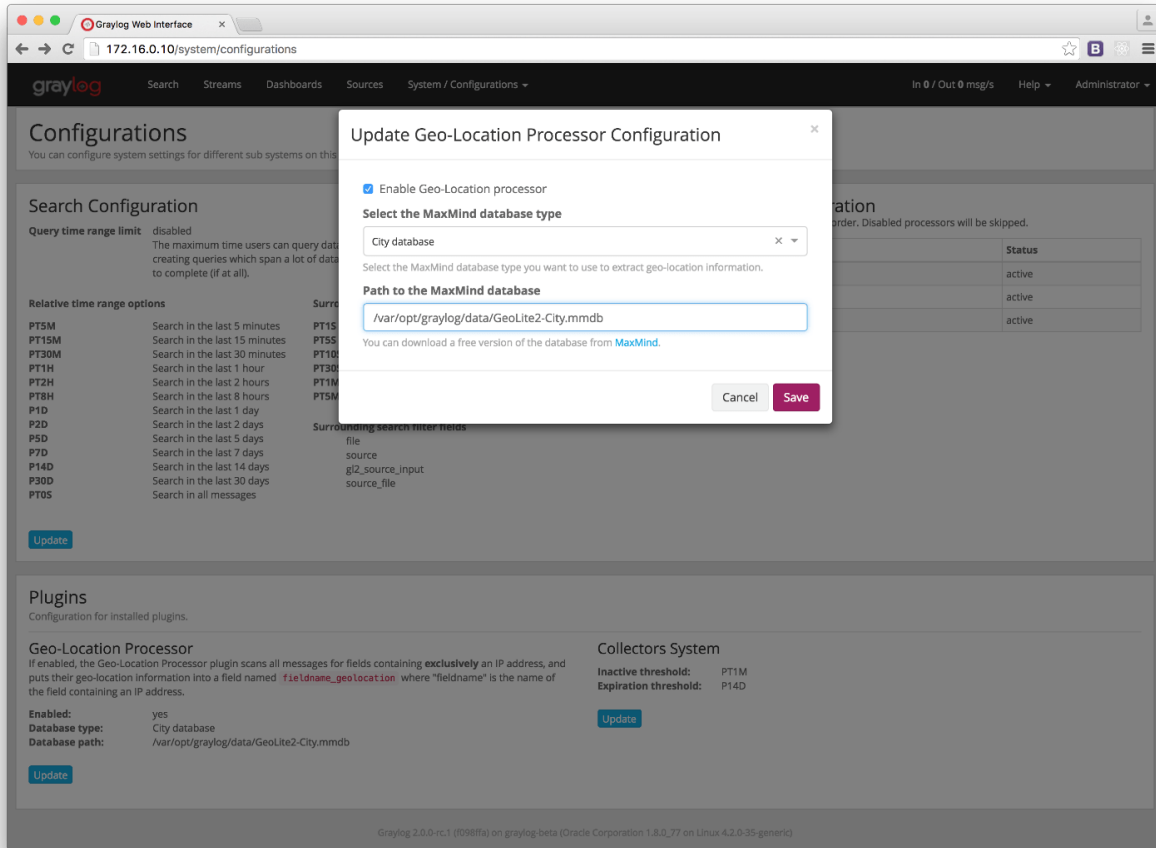 Graylog Web Interface
172.16.0.10/system/configurations
graylog Search Streams Dashboards Sources System / Configurations In 0 / Out 0 msg/s Help Administrator
Configurations
You can configure system settings for different sub systems on this
Update Geo-Location Processor Configuration
×
Enable Geo-Location processor
Select the MaxMind database type
City database
Select the MaxMind database type you want to use to extract geo-location information.
Path to the MaxMind database
/var/opt/graylog/data/GeoLite2-City.mmdb
You can download a free version of the database from MaxMind.
Cancel Save
Search Configuration
Query time range limit disabled
The maximum time users can query data
creating queries which span a lot of data
to complete (if at all).
Relative time range options
PT5M Search in the last 5 minutes
PT15M Search in the last 15 minutes
PT30M Search in the last 30 minutes
PT1H Search in the last 1 hour
PT2H Search in the last 2 hours
PT8H Search in the last 8 hours
P1D Search in the last 1 day
P2D Search in the last 2 days
P5D Search in the last 5 days
P7D Search in the last 7 days
P14D Search in the last 14 days
P30D Search in the last 30 days
PT0S Search in all messages
Surro
PT1S
PT5S
PT10S
PT30S
PT1M
PT5M
Surrounding search filter fields
file
source
gl2_source_input
source_file
Update
ration
order. Disabled processors will be skipped.
Status
active
active
active
Plugins
Configuration for installed plugins.
Geo-Location Processor
If enabled, the Geo-Location Processor plugin scans all messages for fields containing exclusively an IP address, and
puts their geo-location information into a field named fieldname_geolocation where "fieldname" is the name of
the field containing an IP address.
Enabled: yes
Database type: City database
Database path: /var/opt/graylog/data/GeoLite2-City.mmdb
Update
Collectors System
Inactive threshold: PT1M
Expiration threshold: P14D
Update
Graylog 2.0.0-rc.1 (f098ffa) on graylog-beta (Oracle Corporation 1.8.0_77 on Linux 4.2.0-35-generic)